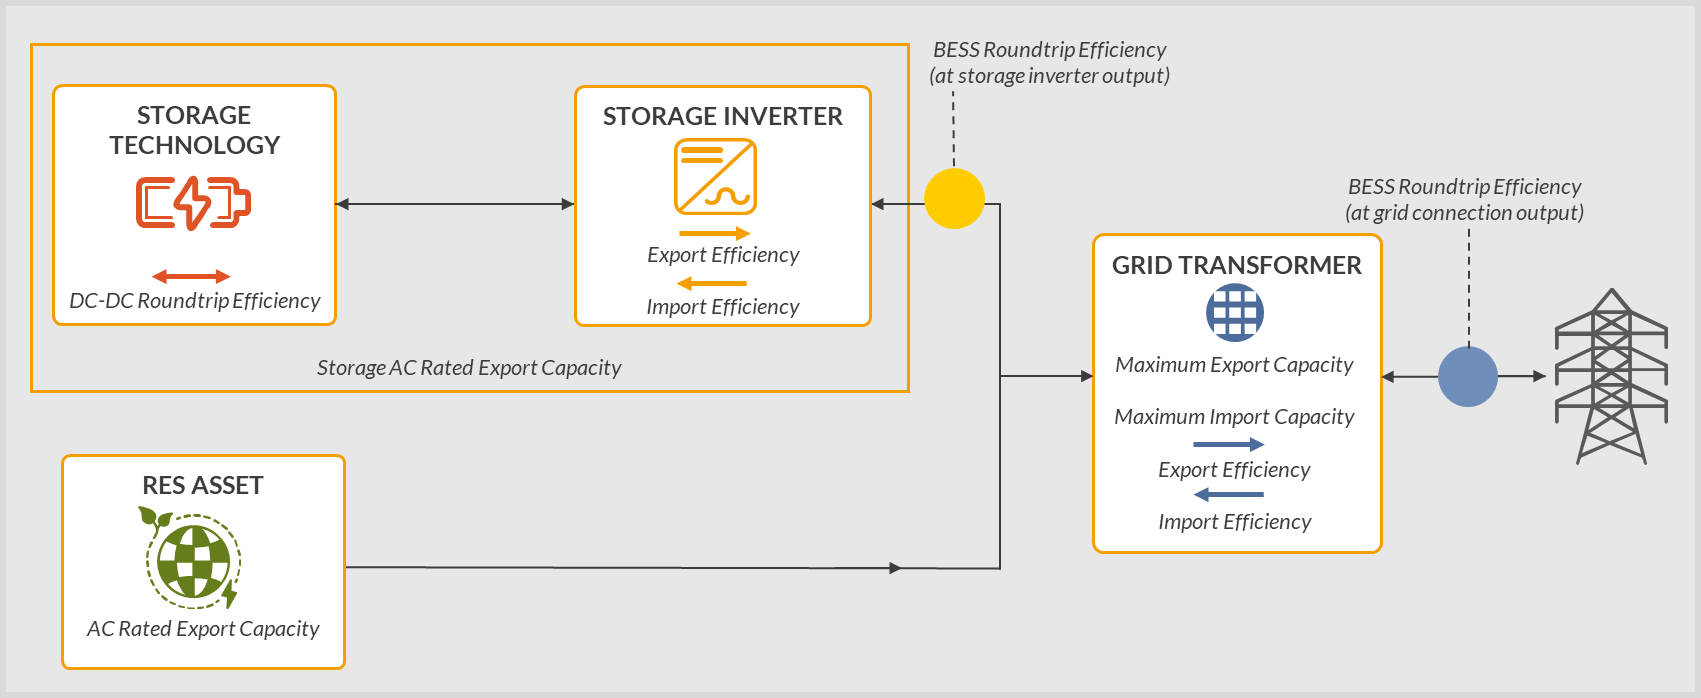 STORAGE
TECHNOLOGY
DC-DC Roundtrip Efficiency
STORAGE INVERTER
Export Efficiency
Import Efficiency
Storage AC Rated Export Capacity
BESS Roundtrip Efficiency
(at storage inverter output)
RES ASSET
AC Rated Export Capacity
GRID TRANSFORMER
Maximum Export Capacity
Maximum Import Capacity
Export Efficiency
Import Efficiency
BESS Roundtrip Efficiency
(at grid connection output)